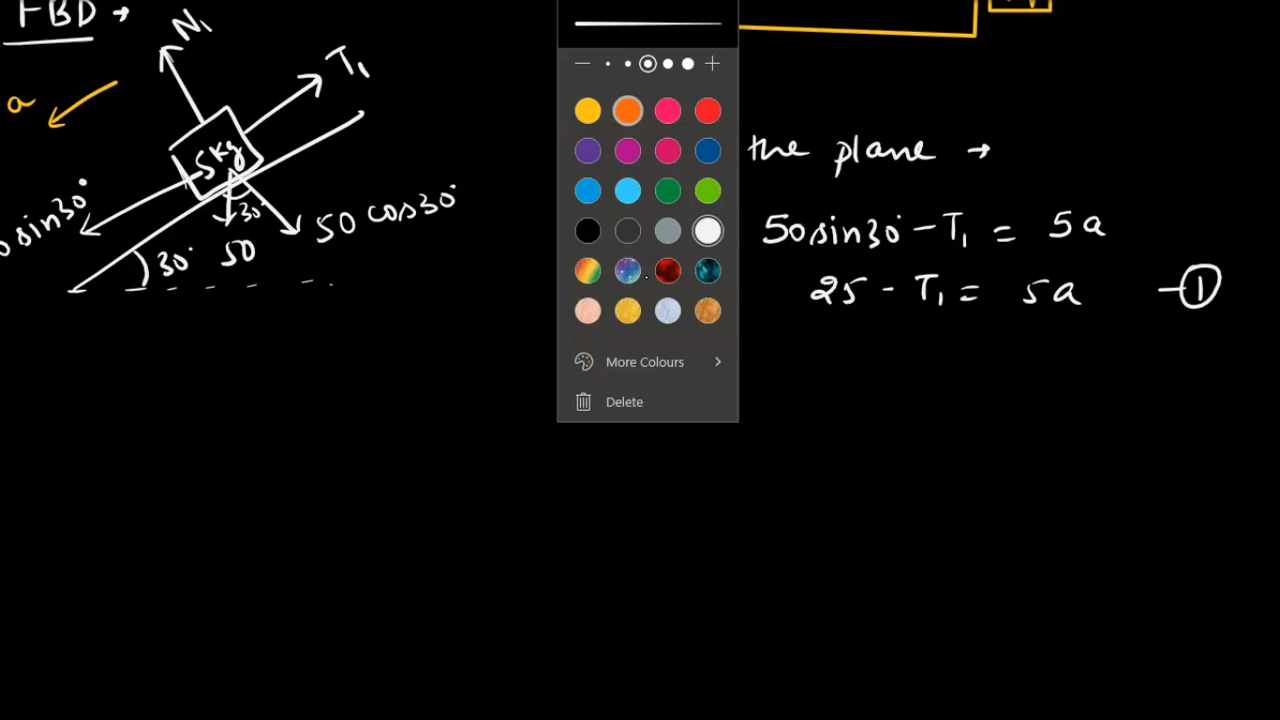 FBD →
N₁
T₁
a
5kg
sin30°
30°
50 cos30°
30° 50
the plane →
50sin30° - T₁ = 5a
25 - T₁ = 5a —①
More Colours
Delete